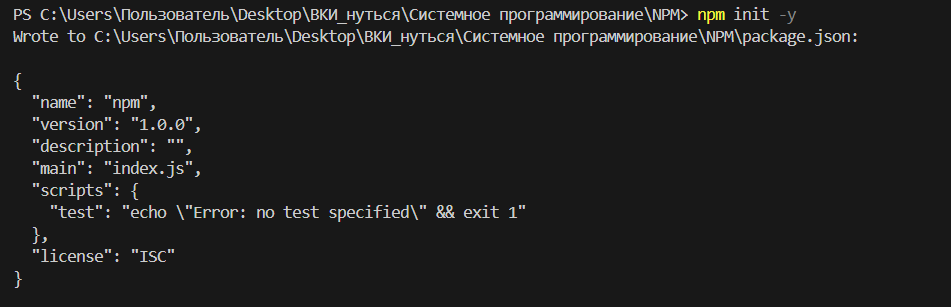 PS C:\Users\Пользователь\Desktop\ВКИ_нуться\Системное программирование\NPM> npm init -y
Wrote to C:\Users\Пользователь\Desktop\ВКИ_нуться\Системное программирование\NPM\package.json:

{
  "name": "npm",
  "version": "1.0.0",
  "description": "",
  "main": "index.js",
  "scripts": {
    "test": "echo \"Error: no test specified\" && exit 1"
  },
  "license": "ISC"
}